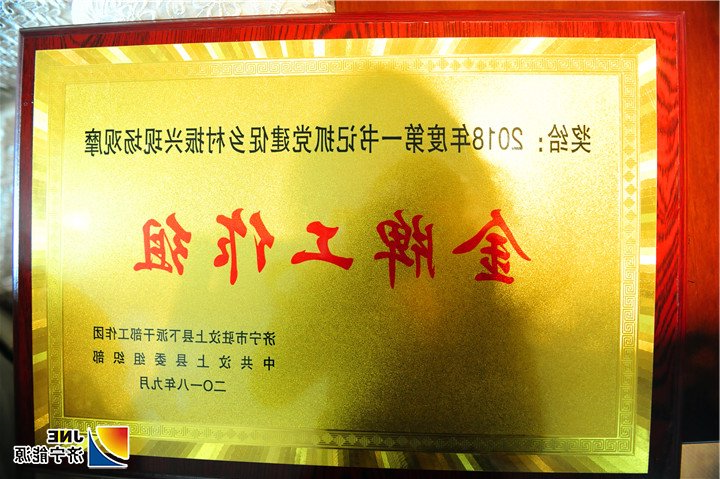 奖给：2018年度第一书记抓党建促乡村振兴现场观摩
金牌工作组
济宁市驻汶上县下派干部工作团
中共汶上县委组织部
二〇一八年九月
JNE
济宁能源